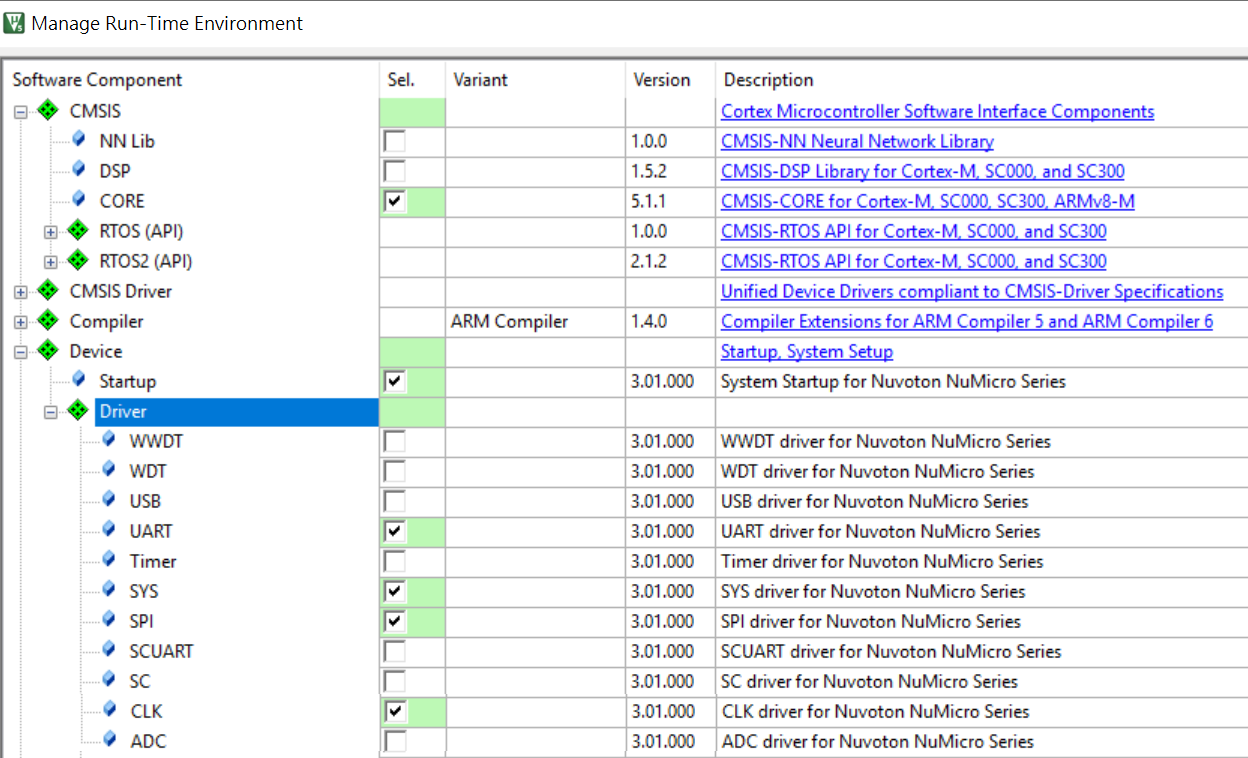 Manage Run-Time Environment
Software Component Sel. Variant Version Description
CMSIS Cortex Microcontroller Software Interface Components
NN Lib 1.0.0 CMSIS-NN Neural Network Library
DSP 1.5.2 CMSIS-DSP Library for Cortex-M, SC000, and SC300
CORE 5.1.1 CMSIS-CORE for Cortex-M, SC000, SC300, ARMv8-M
RTOS (API) 1.0.0 CMSIS-RTOS API for Cortex-M, SC000, and SC300
RTOS2 (API) 2.1.2 CMSIS-RTOS API for Cortex-M, SC000, and SC300
CMSIS Driver Unified Device Drivers compliant to CMSIS-Driver Specifications
Compiler ARM Compiler 1.4.0 Compiler Extensions for ARM Compiler 5 and ARM Compiler 6
Device Startup, System Setup
Startup 3.01.000 System Startup for Nuvoton NuMicro Series
Driver
WWDT 3.01.000 WWDT driver for Nuvoton NuMicro Series
WDT 3.01.000 WDT driver for Nuvoton NuMicro Series
USB 3.01.000 USB driver for Nuvoton NuMicro Series
UART 3.01.000 UART driver for Nuvoton NuMicro Series
Timer 3.01.000 Timer driver for Nuvoton NuMicro Series
SYS 3.01.000 SYS driver for Nuvoton NuMicro Series
SPI 3.01.000 SPI driver for Nuvoton NuMicro Series
SCUART 3.01.000 SCUART driver for Nuvoton NuMicro Series
SC 3.01.000 SC driver for Nuvoton NuMicro Series
CLK 3.01.000 CLK driver for Nuvoton NuMicro Series
ADC 3.01.000 ADC driver for Nuvoton NuMicro Series